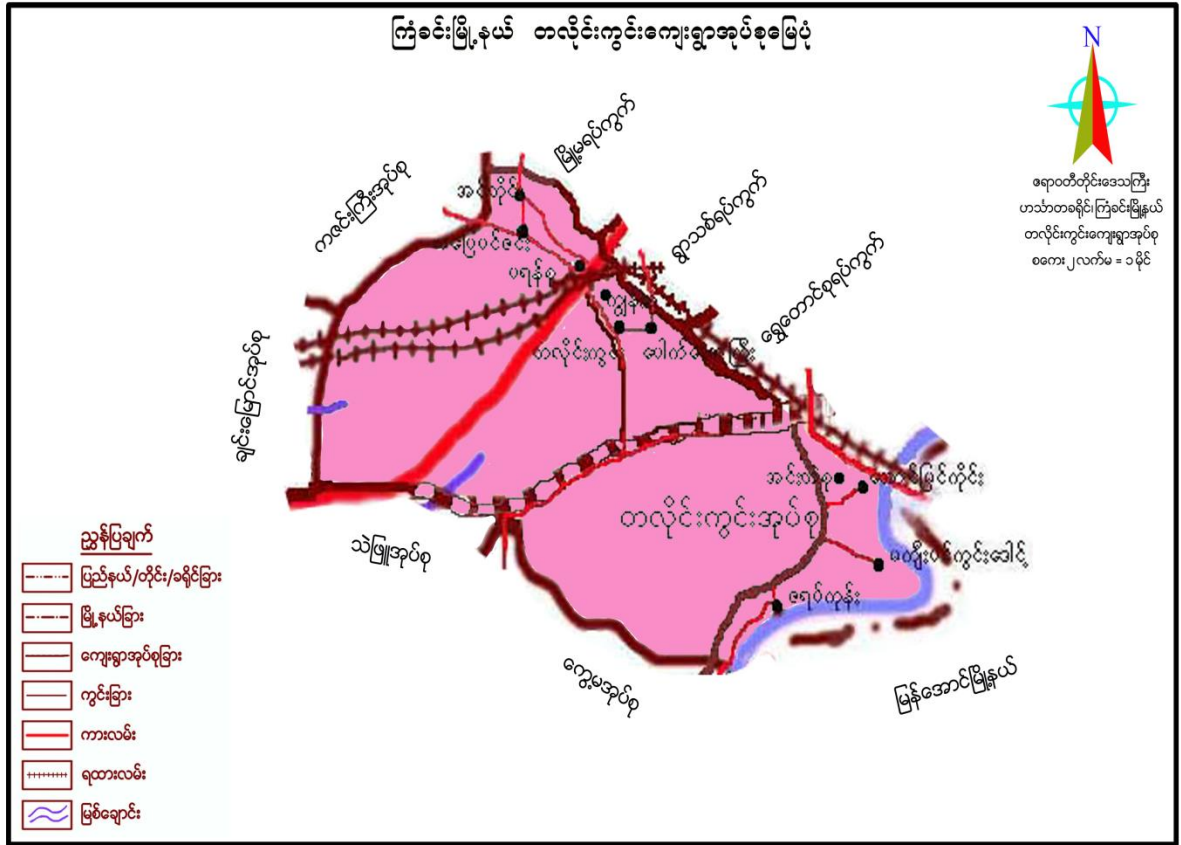 ကြံခင်းမြို့နယ် တလိုင်းကွင်းကျေးရွာအုပ်စုမြေပုံ
N
ဧရာဝတီတိုင်းဒေသကြီး
ဟင်္သာတခရိုင်၊ ကြံခင်းမြို့နယ်
တလိုင်းကွင်းကျေးရွာအုပ်စု
စကေး ၂ လက်မ = ၁ မိုင်
မြို့မရပ်ကွက်
ကဇင်းကြီးအုပ်စု
ရွာသစ်ရပ်ကွက်
ရွှေတောင်စုရပ်ကွက်
ပရန်စု
ချင်းမြောင်အုပ်စု
တလိုင်းကွင်းအုပ်စု
သဲဖြူအုပ်စု
ဇရပ်ကုန်း
ကွေ့မအုပ်စု
မြန်အောင်မြို့နယ်
ညွှန်ပြချက်
ပြည်နယ်/တိုင်း/ခရိုင်ခြား
မြို့နယ်ခြား
ကျေးရွာအုပ်စုခြား
ကွင်းခြား
ကားလမ်း
ရထားလမ်း
မြစ်ချောင်း